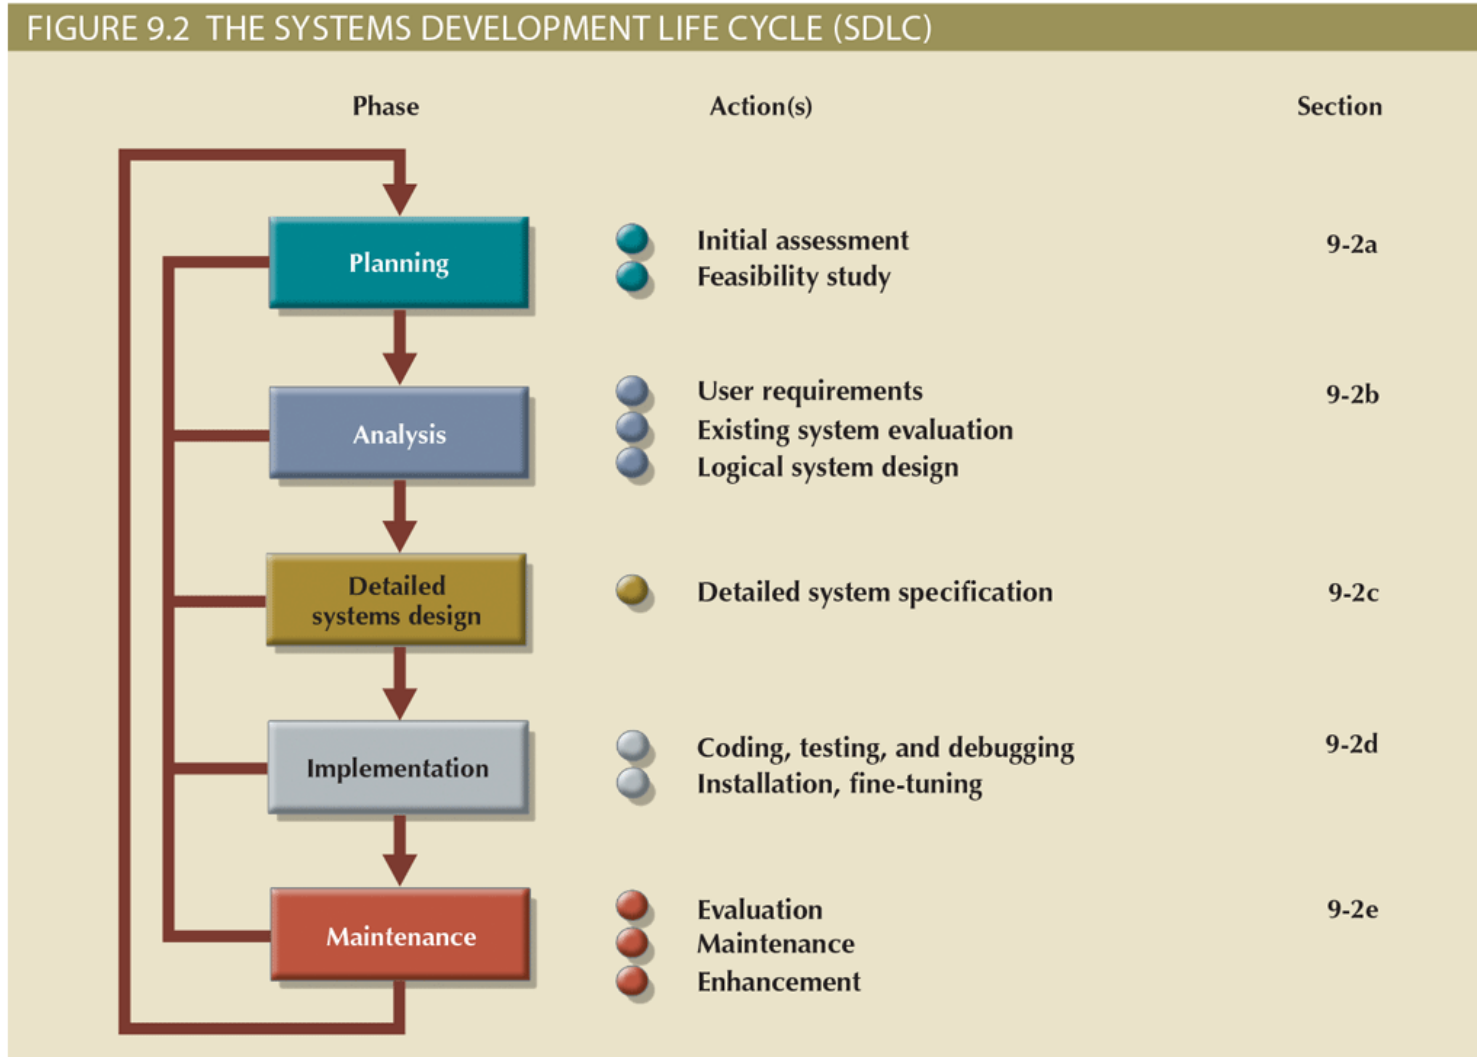 FIGURE 9.2 THE SYSTEMS DEVELOPMENT LIFE CYCLE (SDLC)
Phase Action(s) Section
Planning
Initial assessment
Feasibility study
9-2a
Analysis
User requirements
Existing system evaluation
Logical system design
9-2b
Detailed
systems design
Detailed system specification
9-2c
Implementation
Coding, testing, and debugging
Installation, fine-tuning
9-2d
Maintenance
Evaluation
Maintenance
Enhancement
9-2e